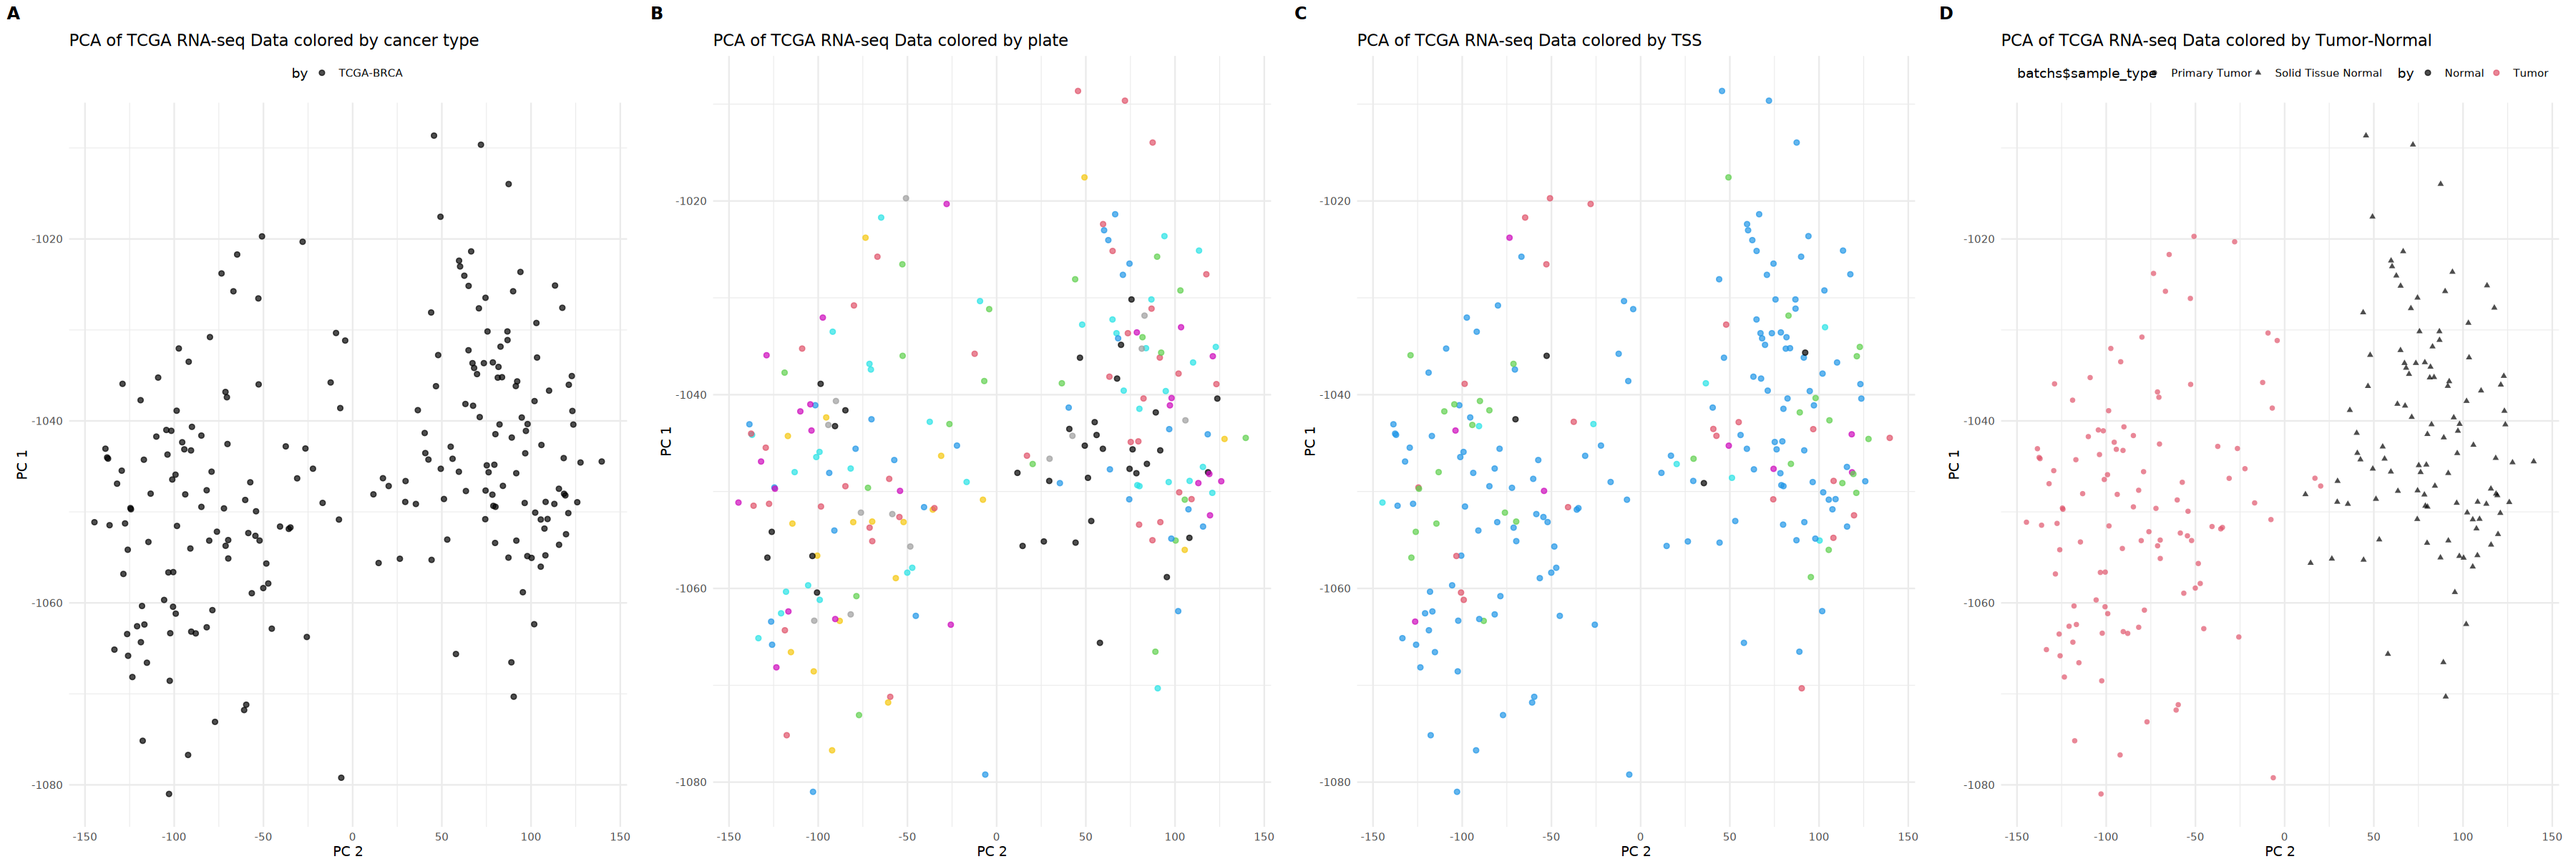 A
PCA of TCGA RNA-seq Data colored by cancer type
by TCGA-BRCA
PC 1
-1020
-1040
-1060
-1080
-150 -100 -50 0 50 100 150
PC 2
B
PCA of TCGA RNA-seq Data colored by plate
PC 1
-1020
-1040
-1060
-1080
-150 -100 -50 0 50 100 150
PC 2
C
PCA of TCGA RNA-seq Data colored by TSS
PC 1
-1020
-1040
-1060
-1080
-150 -100 -50 0 50 100 150
PC 2
D
PCA of TCGA RNA-seq Data colored by Tumor-Normal
batchs$sample_type Primary Tumor Solid Tissue Normal by Normal Tumor
PC 1
-1020
-1040
-1060
-1080
-150 -100 -50 0 50 100 150
PC 2